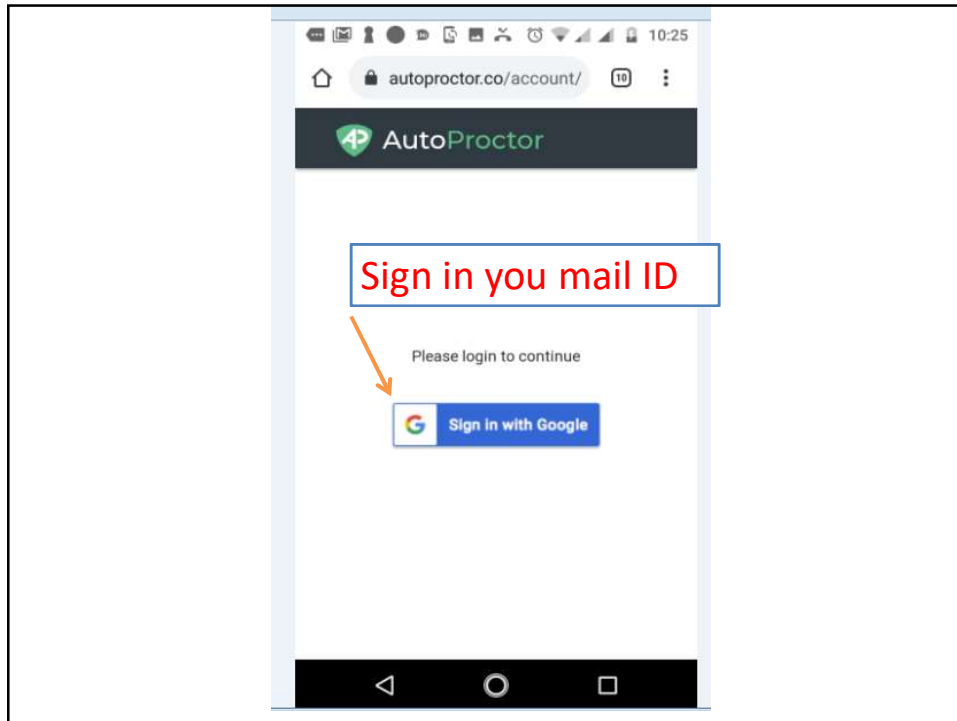 10:25
autoproctor.co/account/ 10
AutoProctor
Sign in you mail ID
Please login to continue
Sign in with Google